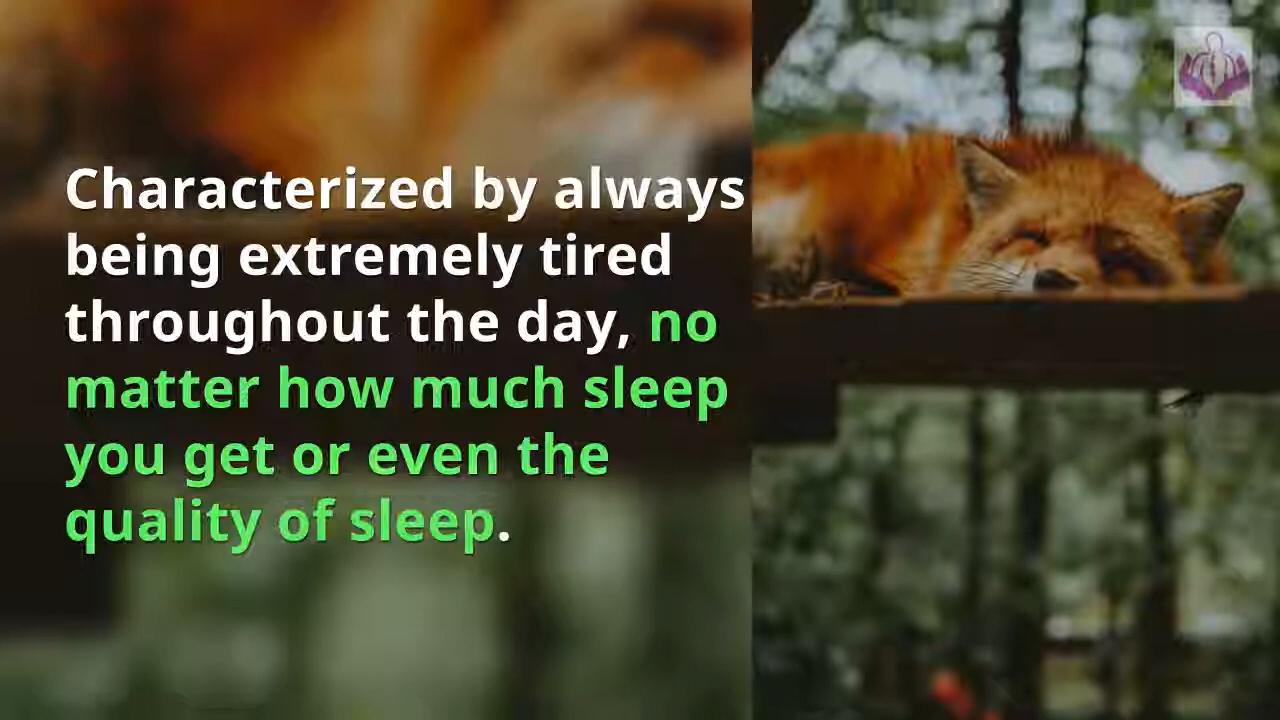 Characterized by always
being extremely tired
throughout the day, no
matter how much sleep
you get or even the
quality of sleep.